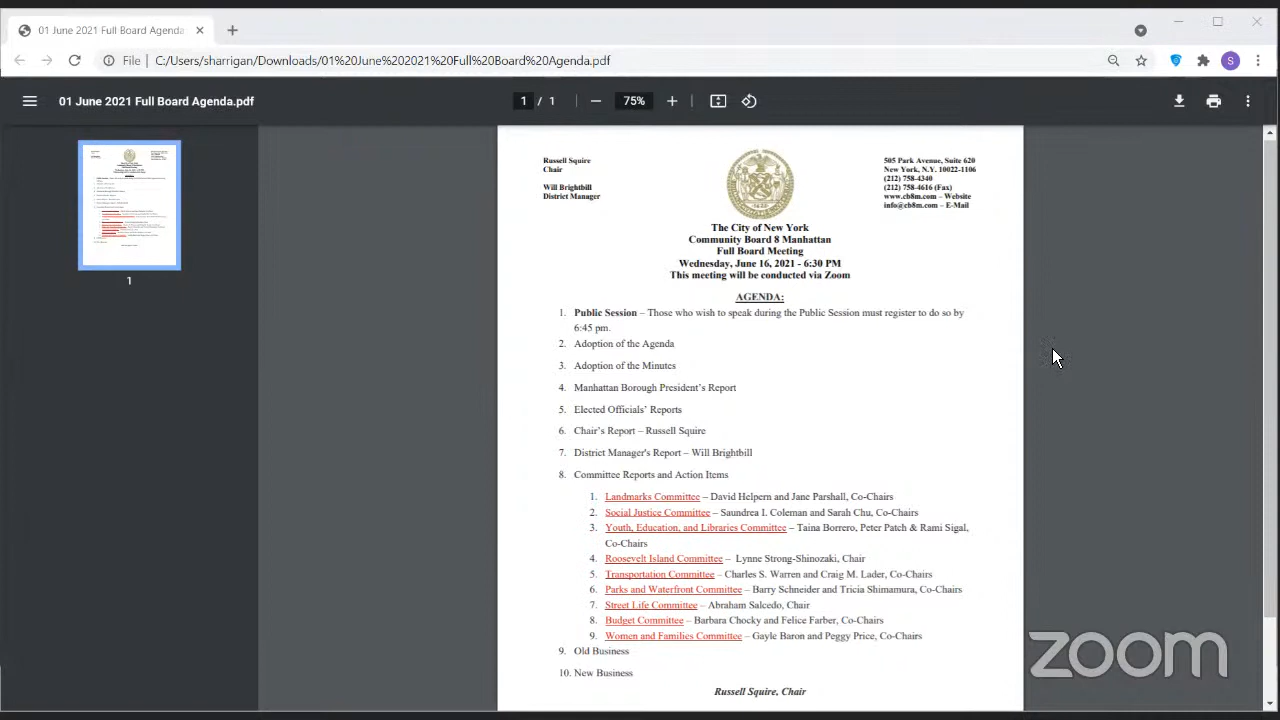 01 June 2021 Full Board Agenda
File
C:/Users/sharrigan/Downloads/01%20June%202021%20Full%20Board%20Agenda.pdf
S
01 June 2021 Full Board Agenda.pdf
1 / 1
75%
1
Russell Squire
Chair
Will Brightbill
District Manager
505 Park Avenue, Suite 620
New York, N.Y. 10022-1106
(212) 758-4340
(212) 758-4616 (Fax)
www.cb8m.com – Website
info@cb8m.com – E-Mail
The City of New York
Community Board 8 Manhattan
Full Board Meeting
Wednesday, June 16, 2021 - 6:30 PM
This meeting will be conducted via Zoom
AGENDA:
1. Public Session – Those who wish to speak during the Public Session must register to do so by
6:45 pm.
2. Adoption of the Agenda
3. Adoption of the Minutes
4. Manhattan Borough President's Report
5. Elected Officials' Reports
6. Chair's Report – Russell Squire
7. District Manager's Report – Will Brightbill
8. Committee Reports and Action Items
1. Landmarks Committee – David Helpern and Jane Parshall, Co-Chairs
2. Social Justice Committee – Saundrea I. Coleman and Sarah Chu, Co-Chairs
3. Youth, Education, and Libraries Committee – Taina Borrero, Peter Patch & Rami Sigal,
Co-Chairs
4. Roosevelt Island Committee – Lynne Strong-Shinozaki, Chair
5. Transportation Committee – Charles S. Warren and Craig M. Lader, Co-Chairs
6. Parks and Waterfront Committee – Barry Schneider and Tricia Shimamura, Co-Chairs
7. Street Life Committee – Abraham Salcedo, Chair
8. Budget Committee – Barbara Chocky and Felice Farber, Co-Chairs
9. Women and Families Committee – Gayle Baron and Peggy Price, Co-Chairs
9. Old Business
10. New Business
Russell Squire, Chair
zoom